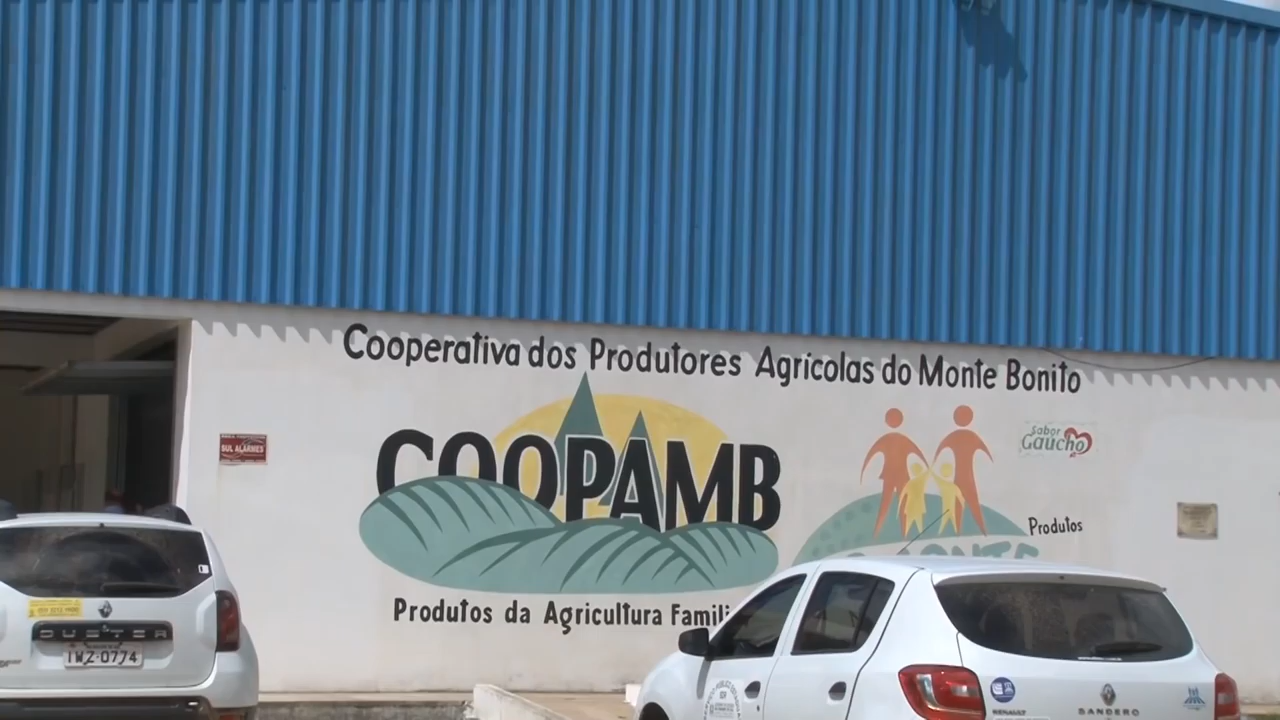 Cooperativa dos Produtores Agricolas do Monte Bonito
COOPAMB
Sabor
Gaúcho
SUL ALARMES
Produtos
MONTE
Produtos da Agricultura Famili
DUSTER
IWZ-0774
RENAULT
SANDERO